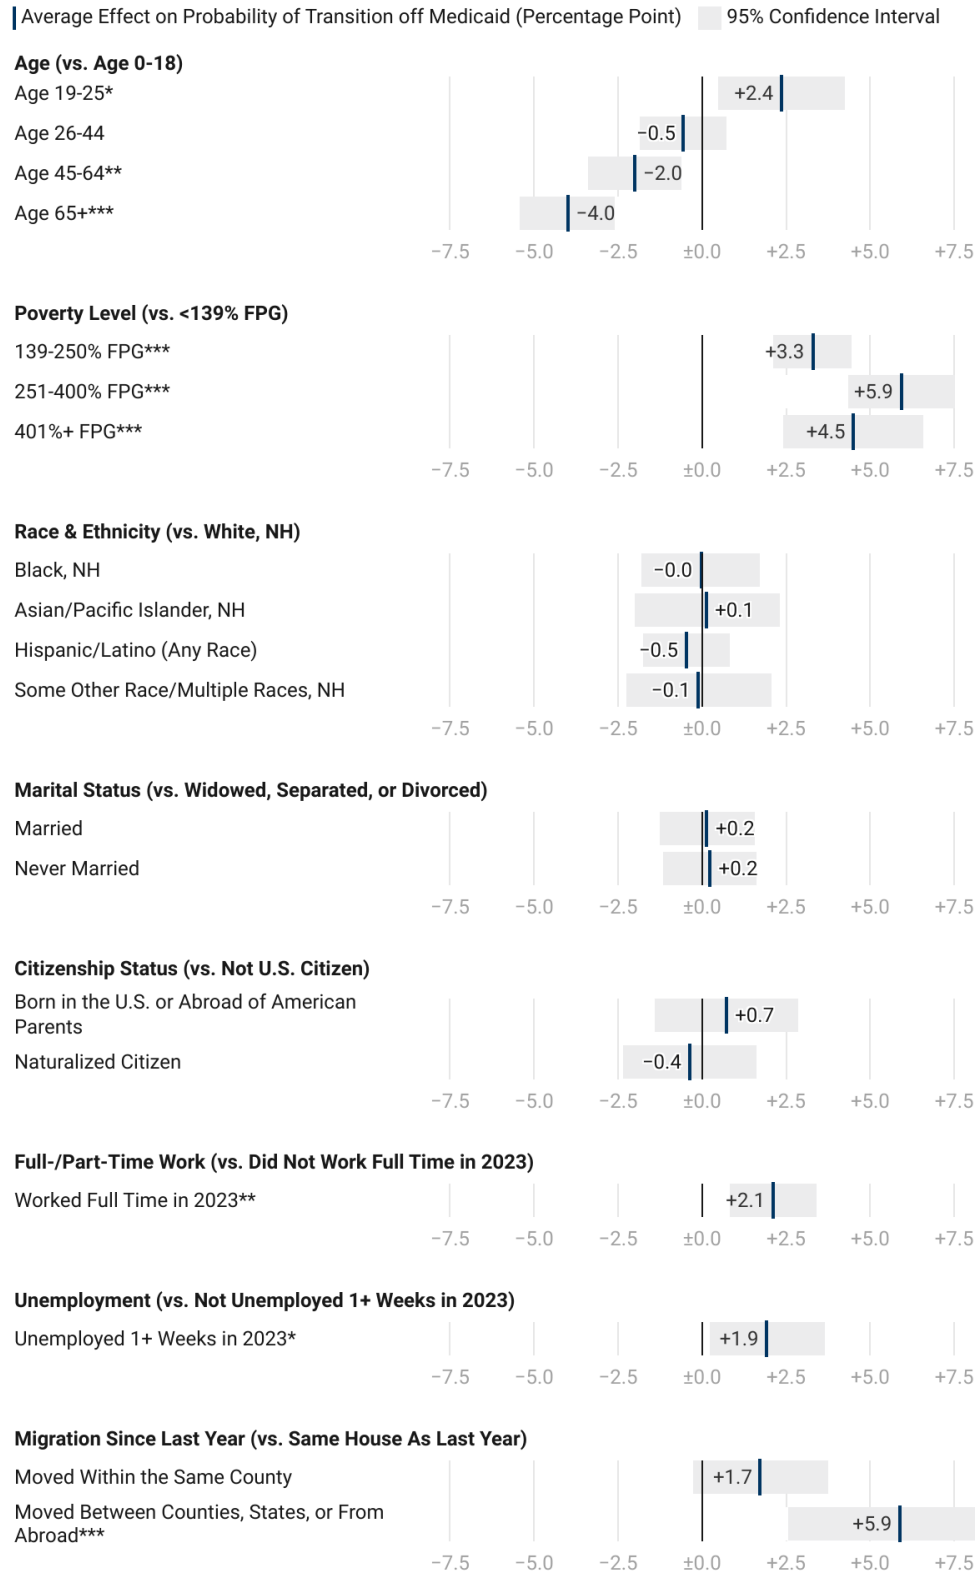 Average Effect on Probability of Transition off Medicaid (Percentage Point) 95% Confidence Interval
Age (vs. Age 0-18)
Age 19-25* +2.4
Age 26-44 −0.5
Age 45-64** −2.0
Age 65+*** −4.0
−7.5 −5.0 −2.5 ±0.0 +2.5 +5.0 +7.5
Poverty Level (vs. <139% FPG)
139-250% FPG*** +3.3
251-400% FPG*** +5.9
401%+ FPG*** +4.5
−7.5 −5.0 −2.5 ±0.0 +2.5 +5.0 +7.5
Race & Ethnicity (vs. White, NH)
Black, NH −0.0
Asian/Pacific Islander, NH +0.1
Hispanic/Latino (Any Race) −0.5
Some Other Race/Multiple Races, NH −0.1
−7.5 −5.0 −2.5 ±0.0 +2.5 +5.0 +7.5
Marital Status (vs. Widowed, Separated, or Divorced)
Married +0.2
Never Married +0.2
−7.5 −5.0 −2.5 ±0.0 +2.5 +5.0 +7.5
Citizenship Status (vs. Not U.S. Citizen)
Born in the U.S. or Abroad of American
Parents +0.7
Naturalized Citizen −0.4
−7.5 −5.0 −2.5 ±0.0 +2.5 +5.0 +7.5
Full-/Part-Time Work (vs. Did Not Work Full Time in 2023)
Worked Full Time in 2023** +2.1
−7.5 −5.0 −2.5 ±0.0 +2.5 +5.0 +7.5
Unemployment (vs. Not Unemployed 1+ Weeks in 2023)
Unemployed 1+ Weeks in 2023* +1.9
−7.5 −5.0 −2.5 ±0.0 +2.5 +5.0 +7.5
Migration Since Last Year (vs. Same House As Last Year)
Moved Within the Same County +1.7
Moved Between Counties, States, or From
Abroad*** +5.9
−7.5 −5.0 −2.5 ±0.0 +2.5 +5.0 +7.5